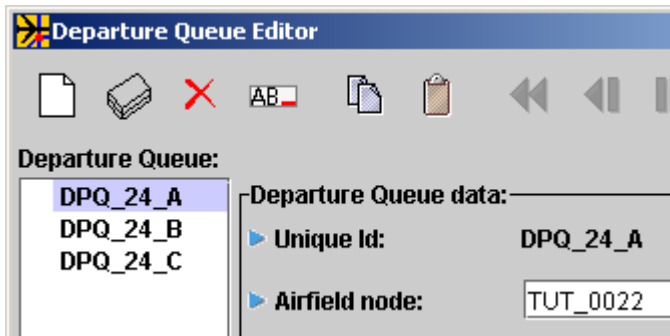 Departure Queue Editor
AB
Departure Queue:
DPQ_24_A
DPQ_24_B
DPQ_24_C
Departure Queue data:
Unique Id: DPQ_24_A
Airfield node: TUT_0022